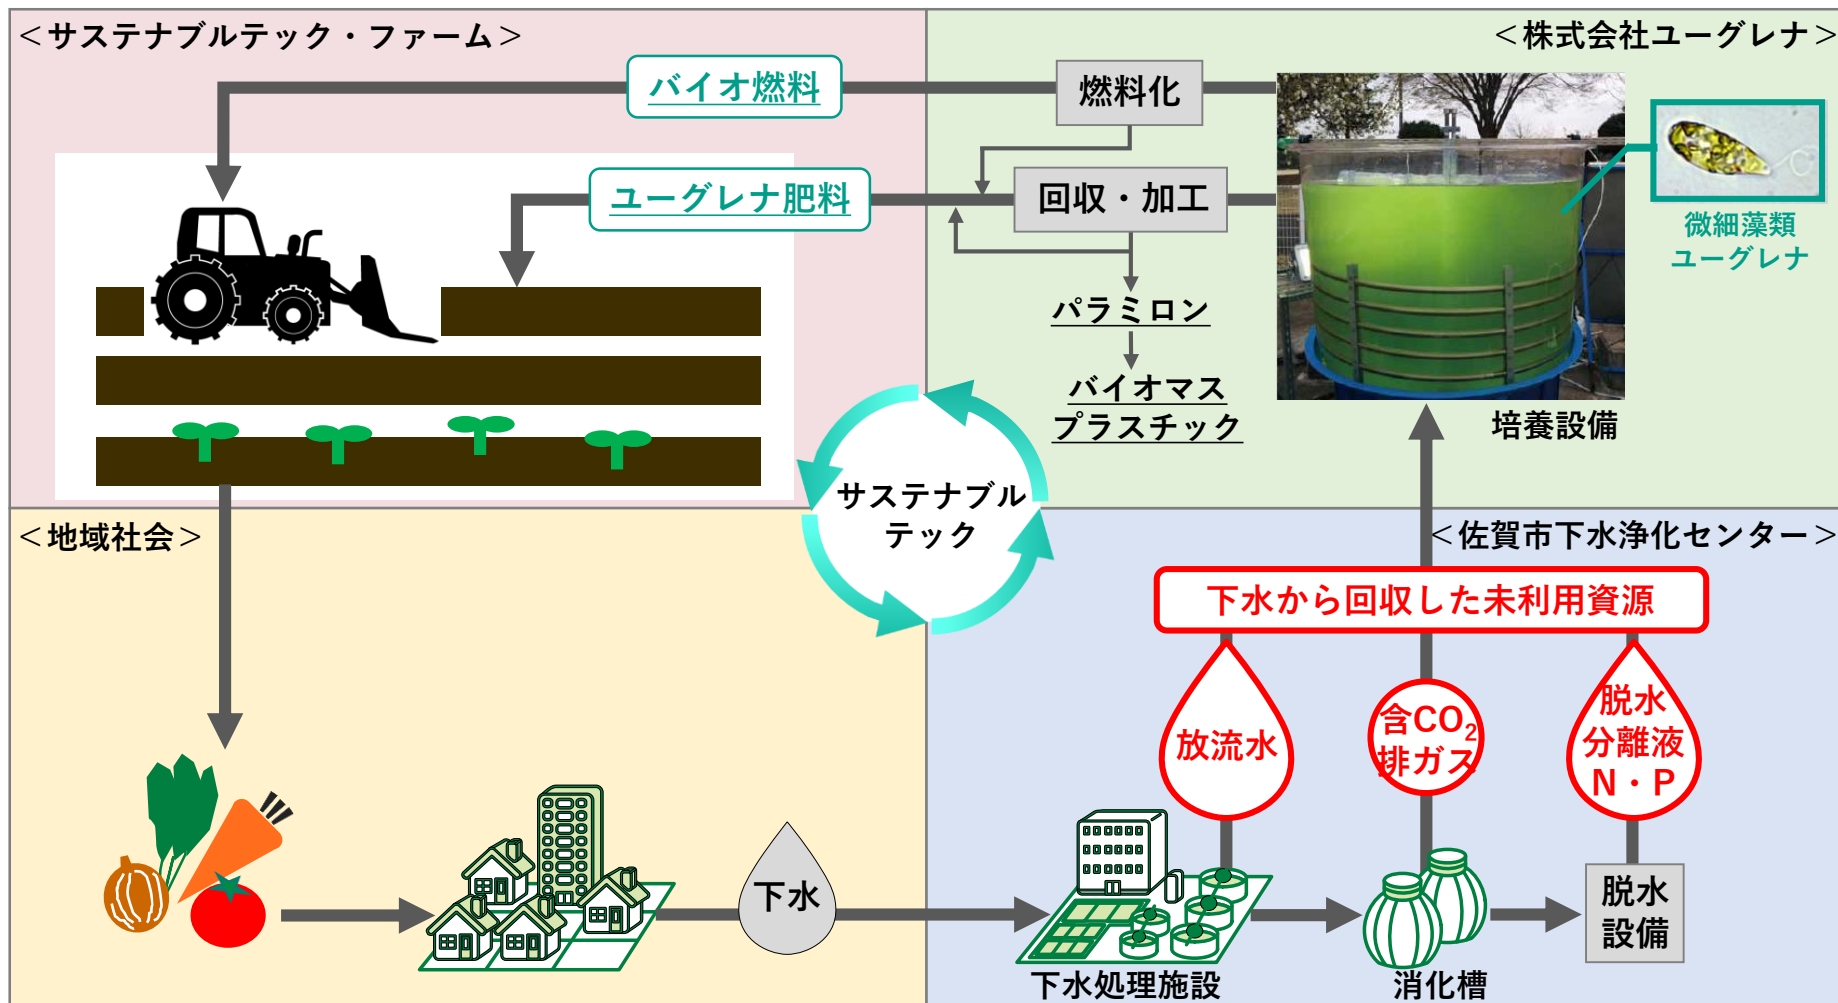 ＜サステナブルテック・ファーム＞
＜株式会社ユーグレナ＞
バイオ燃料
燃料化
ユーグレナ肥料
回収・加工
微細藻類
ユーグレナ
パラミロン
バイオマス
プラスチック
培養設備
サステナブル
テック
＜地域社会＞
＜佐賀市下水浄化センター＞
下水から回収した未利用資源
放流水
含CO₂
排ガス
脱水
分離液
N・P
下水
脱水
設備
下水処理施設
消化槽